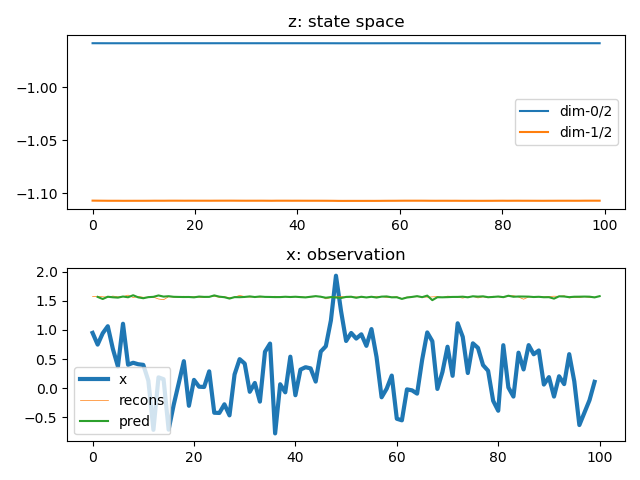 z: state space
−1.00
−1.05
−1.10
dim-0/2
dim-1/2
0 20 40 60 80 100
x: observation
2.0
1.5
1.0
0.5
0.0
−0.5
x
recons
pred
0 20 40 60 80 100